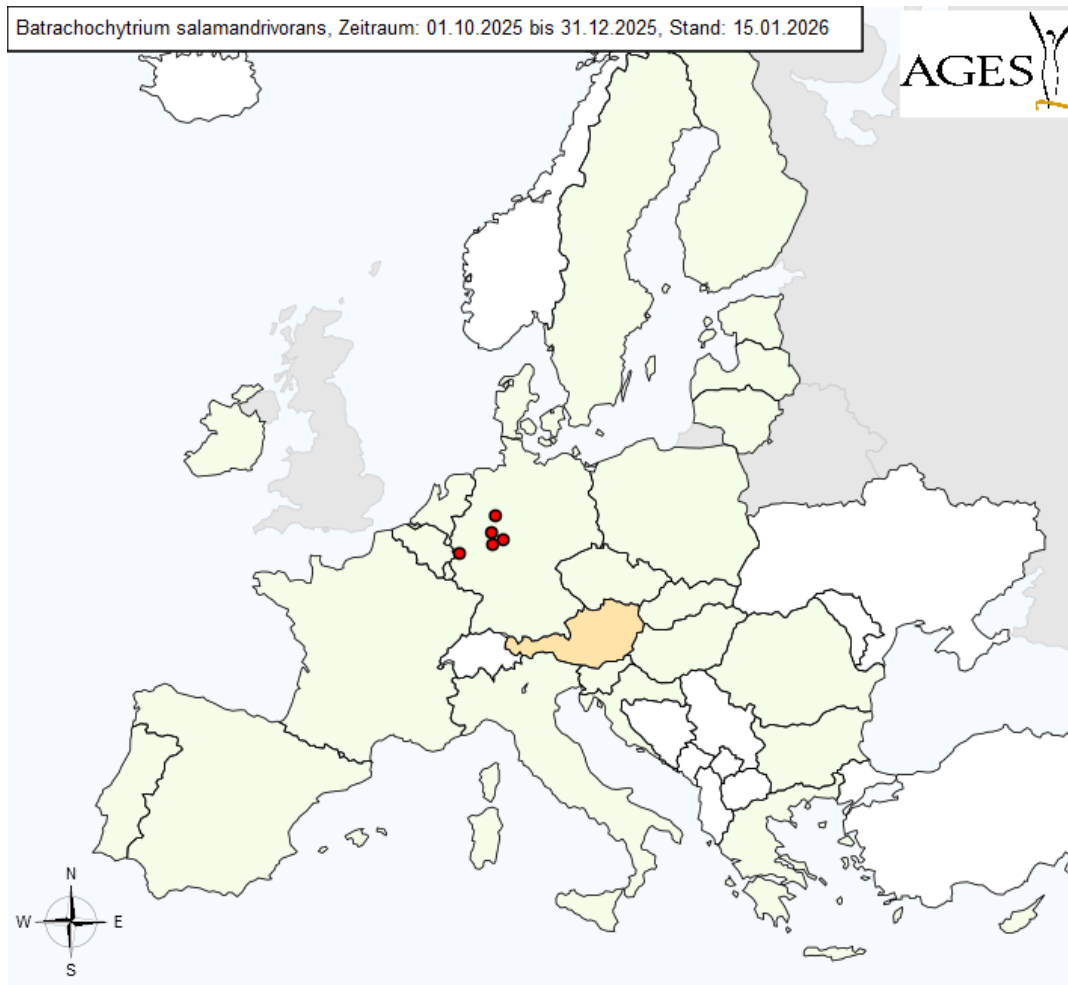 Batrachochytrium salamandrivorans, Zeitraum: 01.10.2025 bis 31.12.2025, Stand: 15.01.2026
AGES
N
W E
S